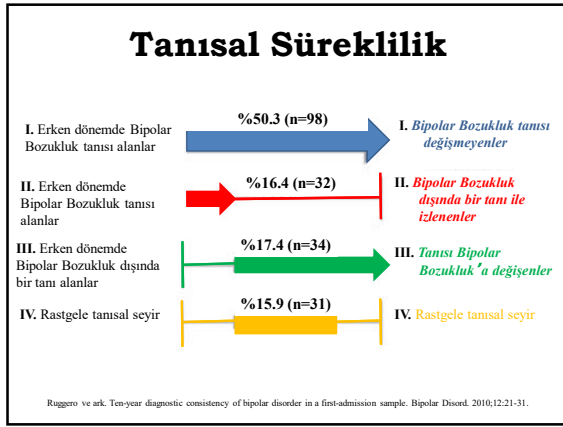 Tanısal Süreklilik
I. Erken dönemde Bipolar
Bozukluk tanısı alanlar
%50.3 (n=98)
I. Bipolar Bozukluk tanısı
değişmeyenler
II. Erken dönemde
Bipolar Bozukluk tanısı
alanlar
%16.4 (n=32)
II. Bipolar Bozukluk
dışında bir tanı ile
izlenenler
III. Erken dönemde
Bipolar Bozukluk dışında
bir tanı alanlar
%17.4 (n=34)
III. Tanısı Bipolar
Bozukluk’a değişenler
IV. Rastgele tanısal seyir
%15.9 (n=31)
IV. Rastgele tanısal seyir
Ruggero ve ark. Ten-year diagnostic consistency of bipolar disorder in a first-admission sample. Bipolar Disord. 2010;12:21-31.